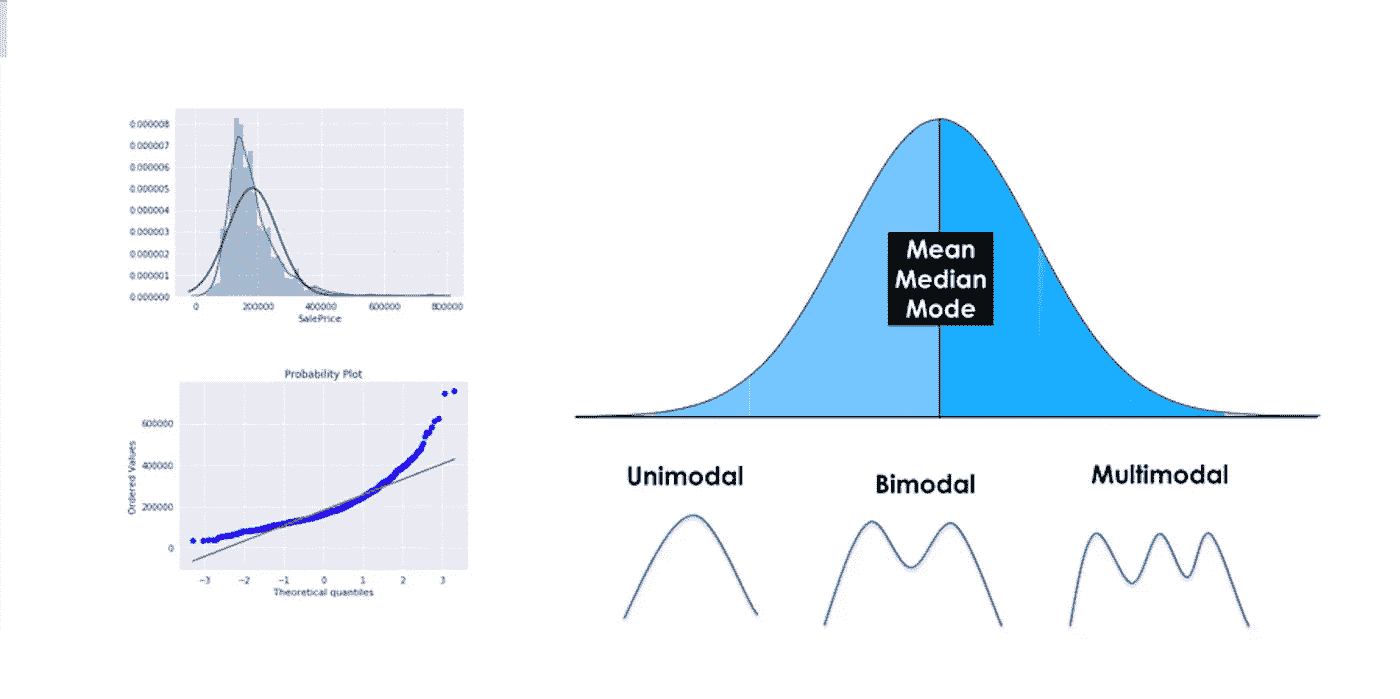 0.000008
0.000007
0.000006
0.000005
0.000004
0.000003
0.000002
0.000001
0.000000
0 200000 400000 600000 800000
SalePrice
Probability Plot
Ordered Values
600000
400000
200000
0
−3 −2 −1 0 1 2 3
Theoretical quantiles
Mean
Median
Mode
Unimodal
Bimodal
Multimodal